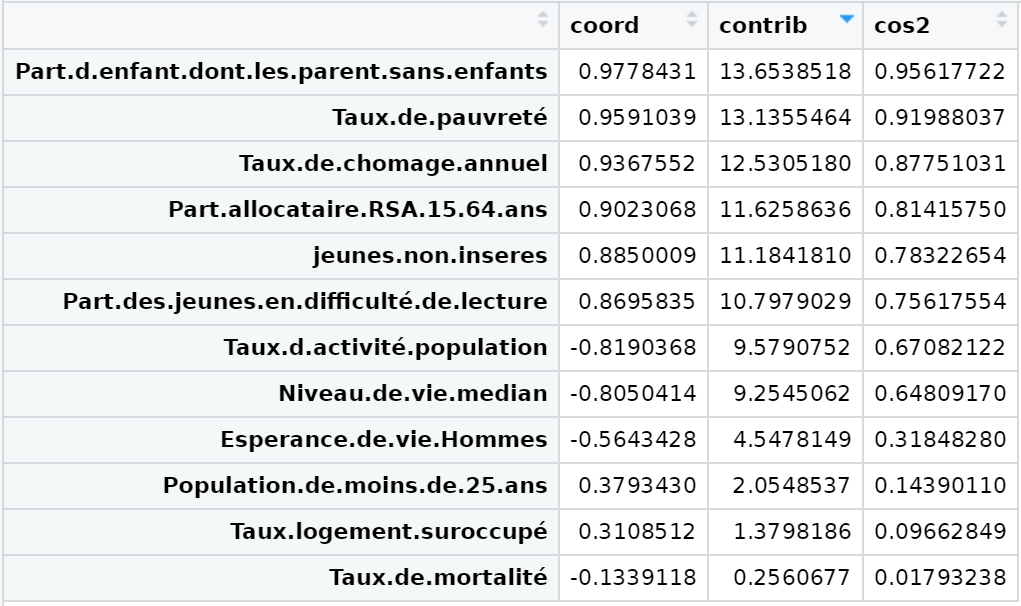 coord contrib cos2
Part.d.enfant.dont.les.parent.sans.enfants 0.9778431 13.6538518 0.95617722
Taux.de.pauvreté 0.9591039 13.1355464 0.91988037
Taux.de.chomage.annuel 0.9367552 12.5305180 0.87751031
Part.allocataire.RSA.15.64.ans 0.9023068 11.6258636 0.81415750
jeunes.non.inseres 0.8850009 11.1841810 0.78322654
Part.des.jeunes.en.difficulté.de.lecture 0.8695835 10.7979029 0.75617554
Taux.d.activité.population -0.8190368 9.5790752 0.67082122
Niveau.de.vie.median -0.8050414 9.2545062 0.64809170
Esperance.de.vie.Hommes -0.5643428 4.5478149 0.31848280
Population.de.moins.de.25.ans 0.3793430 2.0548537 0.14390110
Taux.logement.suroccupé 0.3108512 1.3798186 0.09662849
Taux.de.mortalité -0.1339118 0.2560677 0.01793238